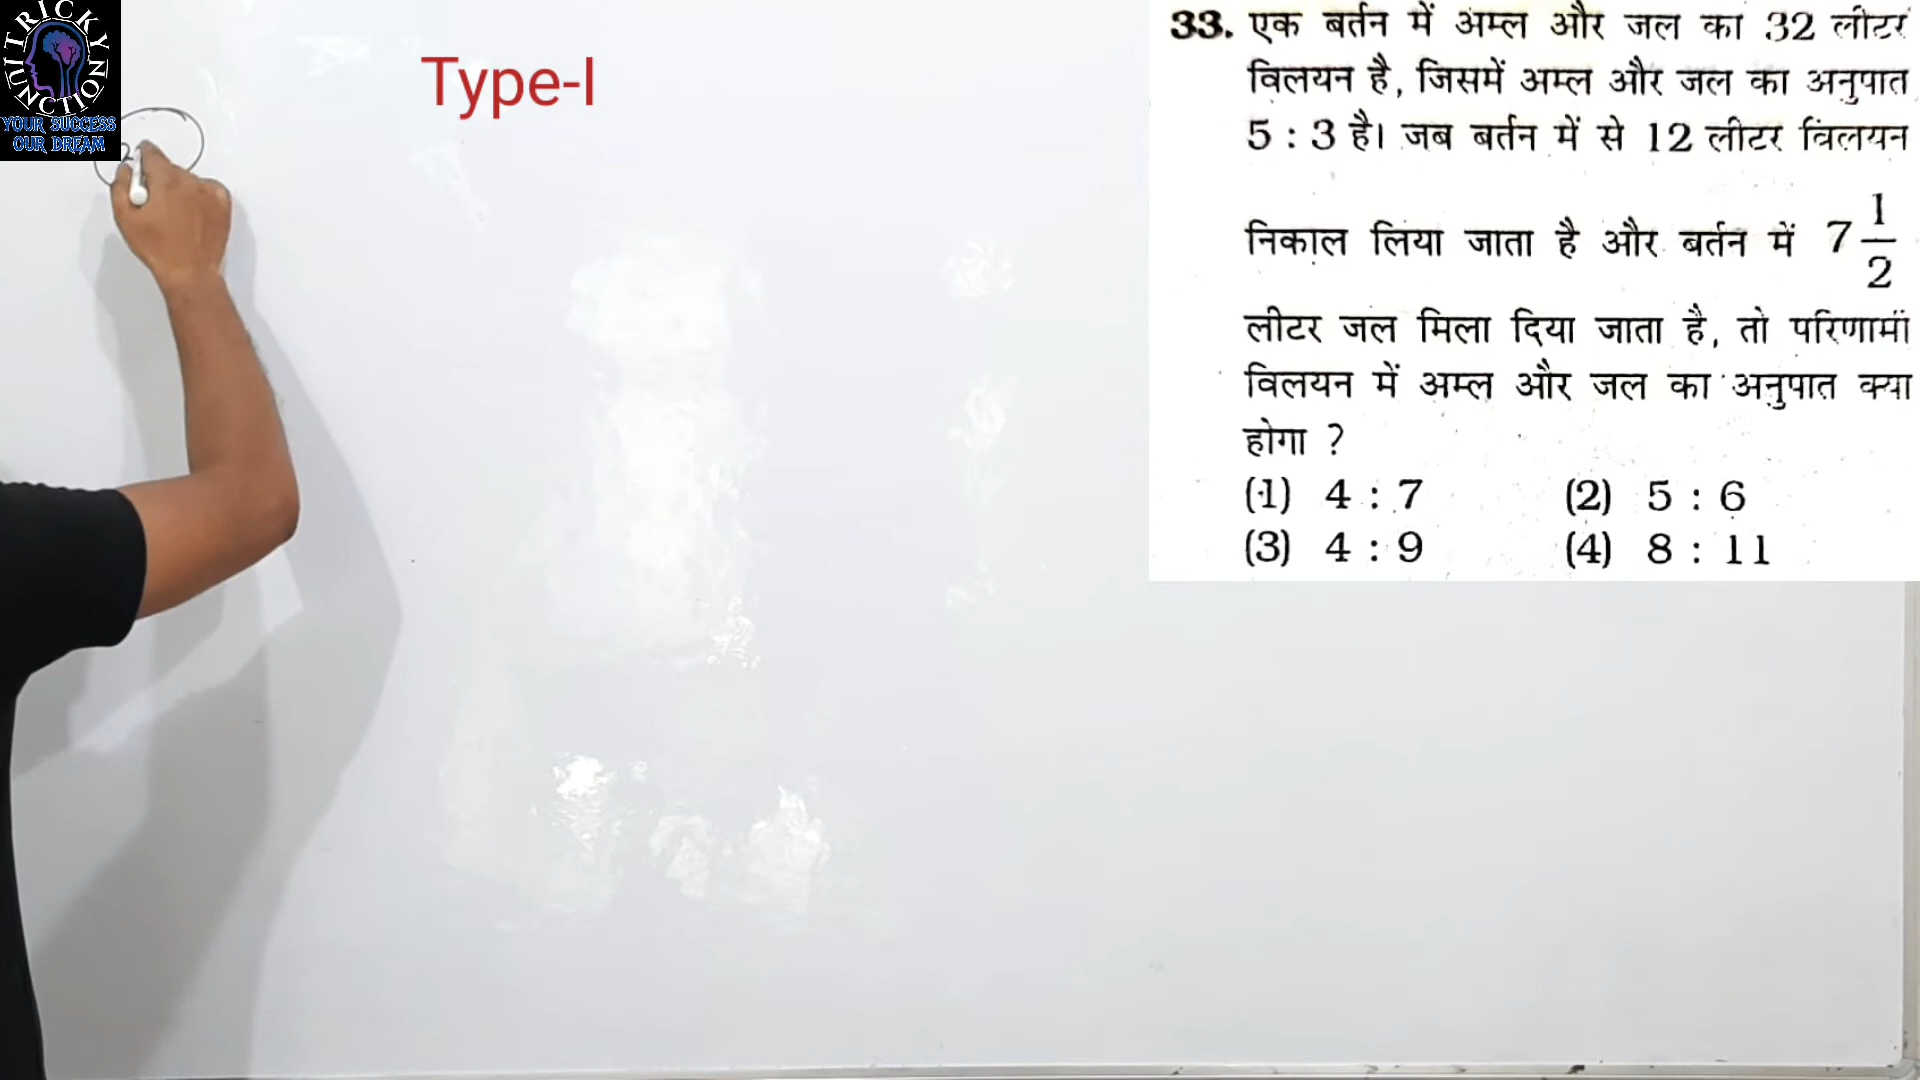 TRICKY
JUNCTION
YOUR SUCCESS
OUR DREAM
Type-I
33. एक बर्तन में अम्ल और जल का 32 लीटर
विलयन है, जिसमें अम्ल और जल का अनुपात
5 : 3 है। जब बर्तन में से 12 लीटर विलयन
निकाल लिया जाता है और बर्तन में 7 1/2
लीटर जल मिला दिया जाता है, तो परिणामी
विलयन में अम्ल और जल का अनुपात क्या
होगा ?
(1) 4 : 7 (2) 5 : 6
(3) 4 : 9 (4) 8 : 11